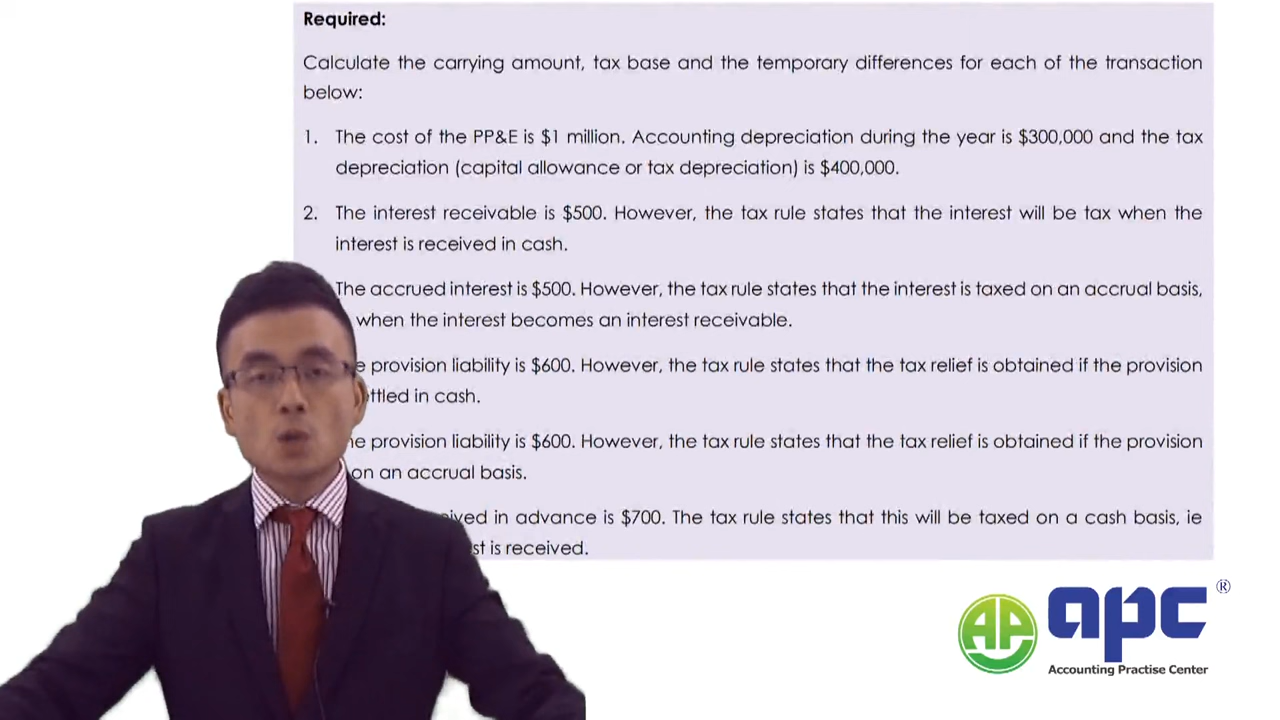 Required:
Calculate the carrying amount, tax base and the temporary differences for each of the transaction
below:
1. The cost of the PP&E is $1 million. Accounting depreciation during the year is $300,000 and the tax
depreciation (capital allowance or tax depreciation) is $400,000.
2. The interest receivable is $500. However, the tax rule states that the interest will be tax when the
interest is received in cash.
The accrued interest is $500. However, the tax rule states that the interest is taxed on an accrual basis,
when the interest becomes an interest receivable.
provision liability is $600. However, the tax rule states that the tax relief is obtained if the provision
in cash.
provision liability is $600. However, the tax rule states that the tax relief is obtained if the provision
on an accrual basis.
in advance is $700. The tax rule states that this will be taxed on a cash basis, ie
is received.
AP apc ®
Accounting Practise Center